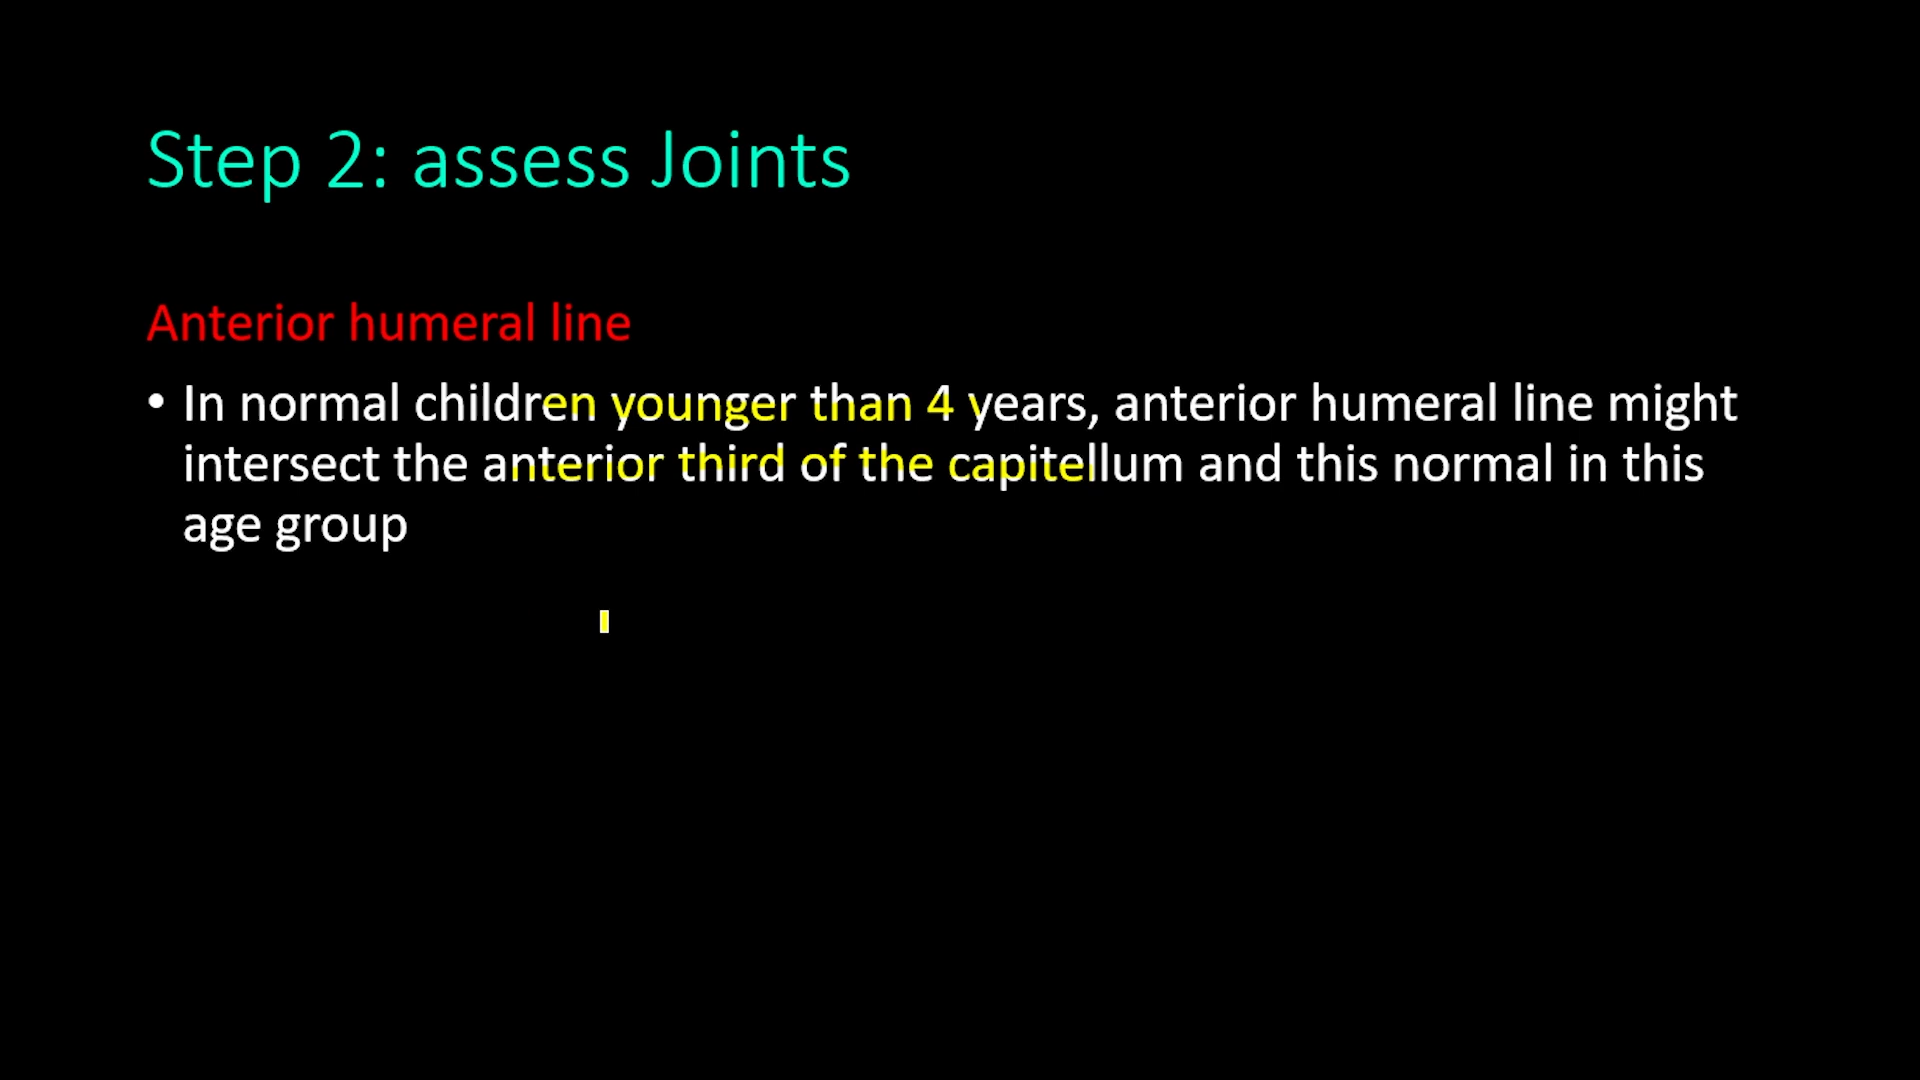 Step 2: assess Joints
Anterior humeral line
• In normal children younger than 4 years, anterior humeral line might
intersect the anterior third of the capitellum and this normal in this
age group